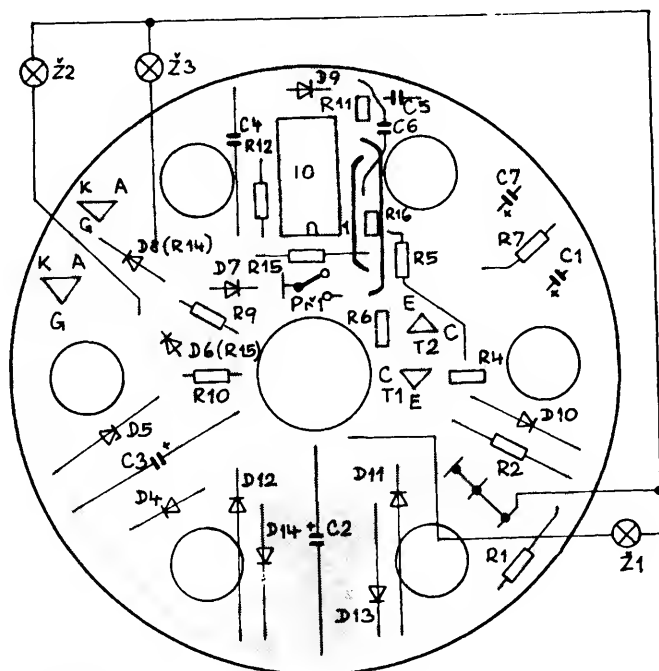 Ž2
Ž3
D9
R11
C5
C6
C4
R12
IO
1
R16
C7
K A
G
D8(R14)
K A
G
D7
R15
Př1
R5
R7
C1
R9
R6
E
C
T2
D6(R15)
R10
C
T1
E
R4
D5
C3 +
D10
R2
D4
D12
D11
D14
+ C2
D13
R1
Ž1